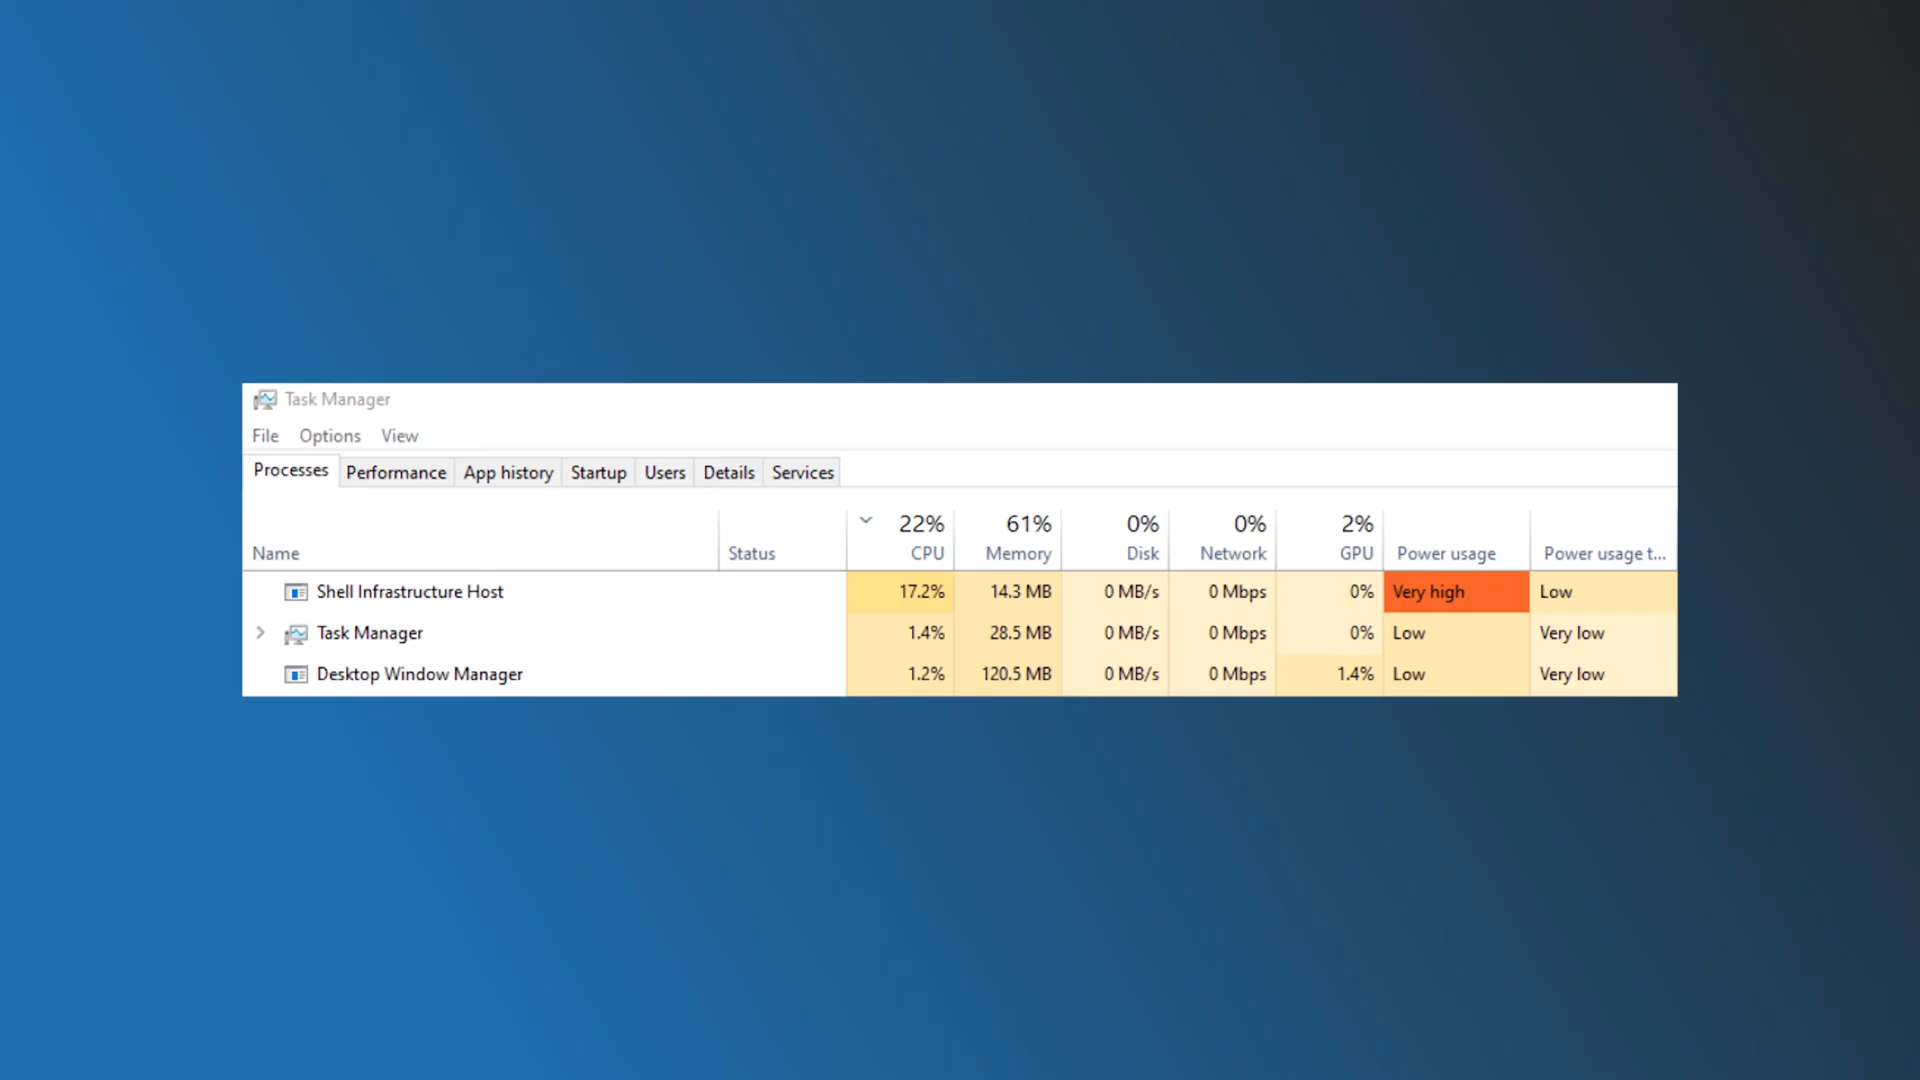 Task Manager
File Options View
Processes Performance App history Startup Users Details Services
22% 61% 0% 0% 2%
Name Status CPU Memory Disk Network GPU Power usage Power usage t...
Shell Infrastructure Host 17.2% 14.3 MB 0 MB/s 0 Mbps 0% Very high Low
Task Manager 1.4% 28.5 MB 0 MB/s 0 Mbps 0% Low Very low
Desktop Window Manager 1.2% 120.5 MB 0 MB/s 0 Mbps 1.4% Low Very low